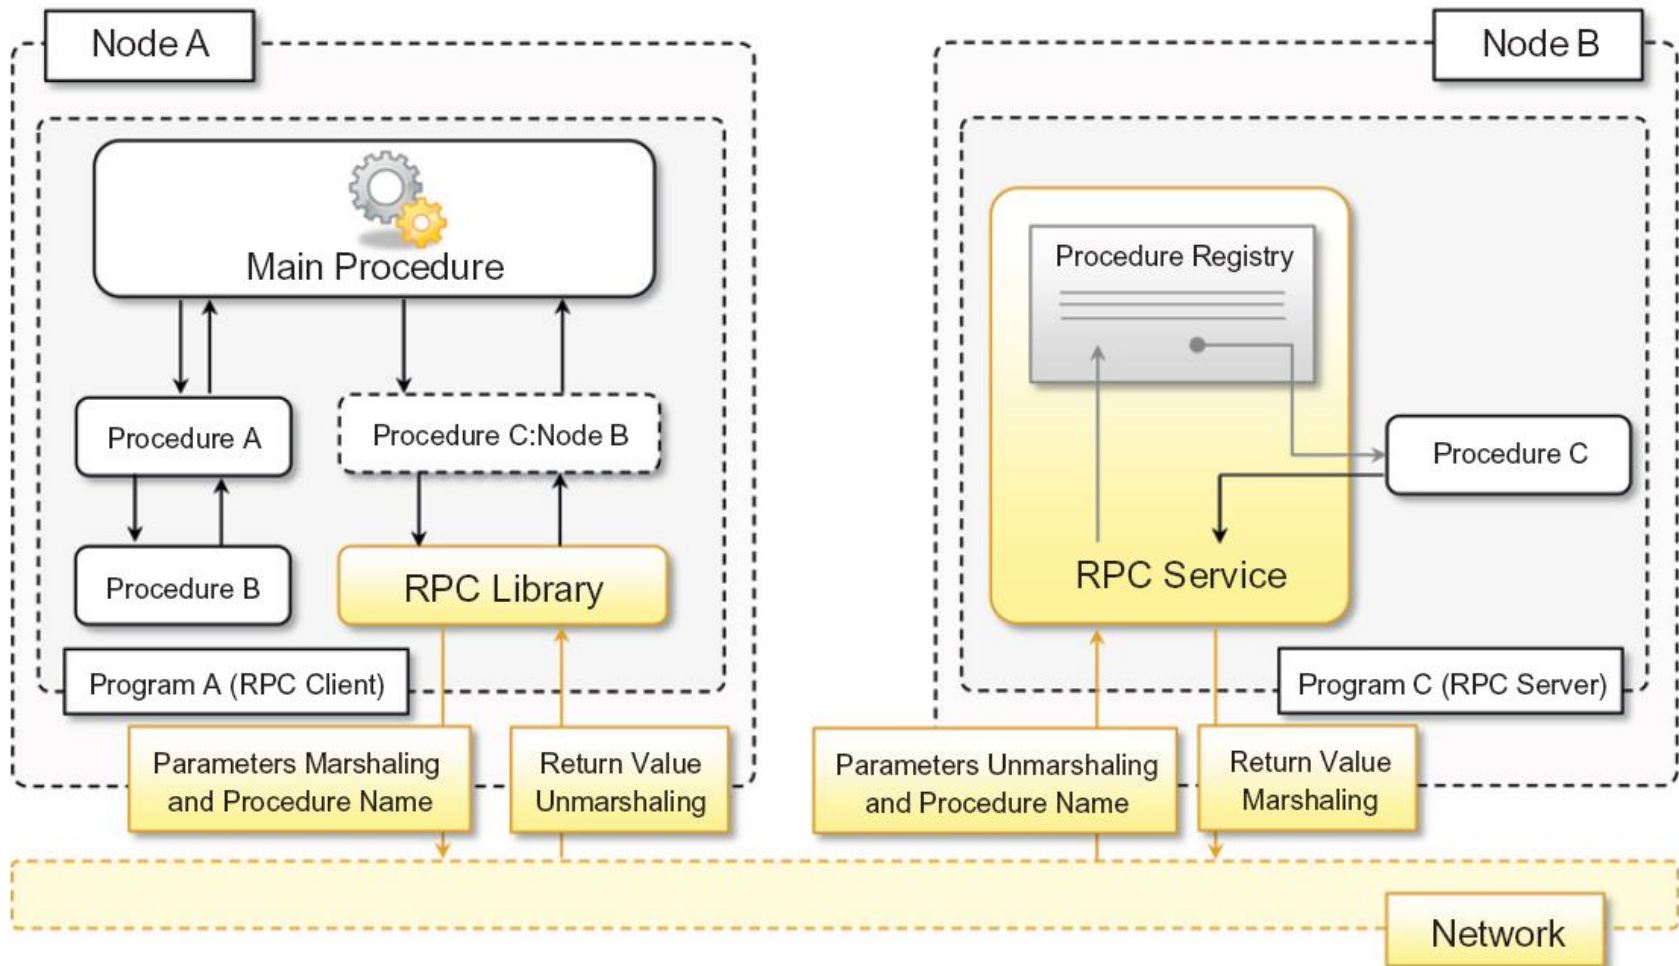 Node A
Node B
Main Procedure
Procedure Registry
Procedure A
Procedure C:Node B
Procedure C
Procedure B
RPC Library
RPC Service
Program A (RPC Client)
Program C (RPC Server)
Parameters Marshaling
and Procedure Name
Return Value
Unmarshaling
Parameters Unmarshaling
and Procedure Name
Return Value
Marshaling
Network